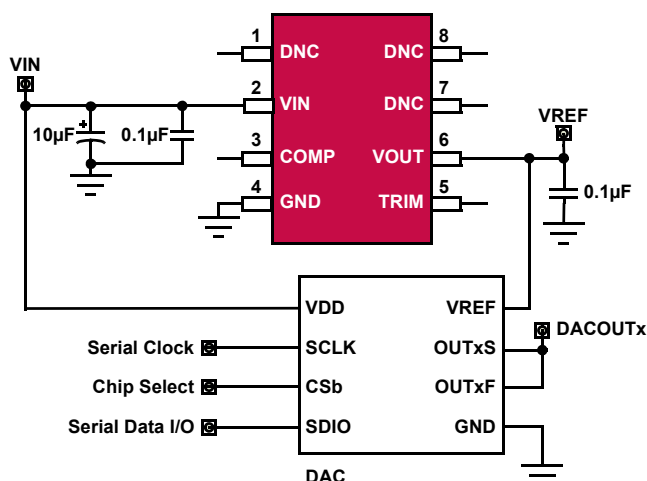 1 8
DNC DNC
VIN
2 7
VIN DNC
VREF
10µF + 0.1µF
3 6
COMP VOUT
4 5
GND TRIM
0.1µF
VDD VREF
DACOUTx
Serial Clock SCLK OUTxS
Chip Select CSb OUTxF
Serial Data I/O SDIO GND
DAC